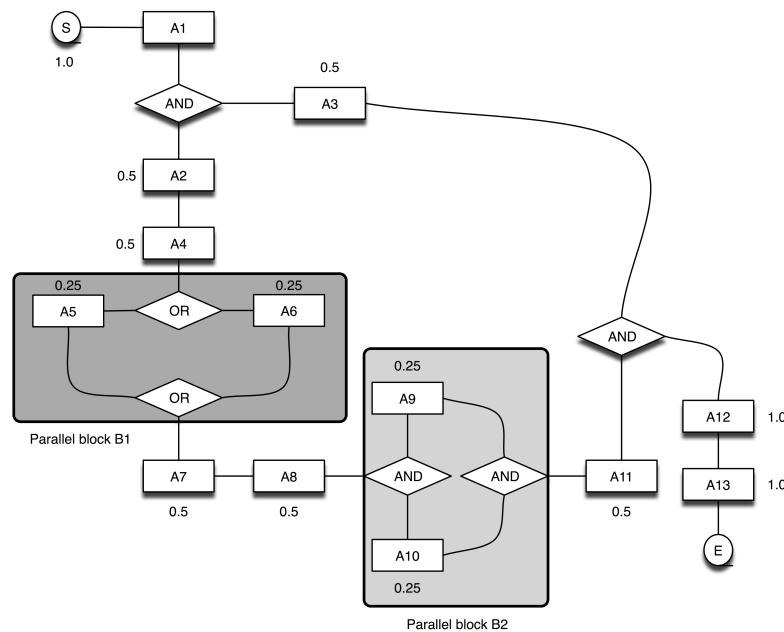 S
A1
1.0
0.5
AND
A3
0.5
A2
0.5
A4
0.25
0.25
A5
OR
A6
AND
0.25
OR
A9
A12
1.0
Parallel block B1
A7
A8
AND
AND
A11
A13
1.0
0.5
0.5
0.5
E
A10
0.25
Parallel block B2